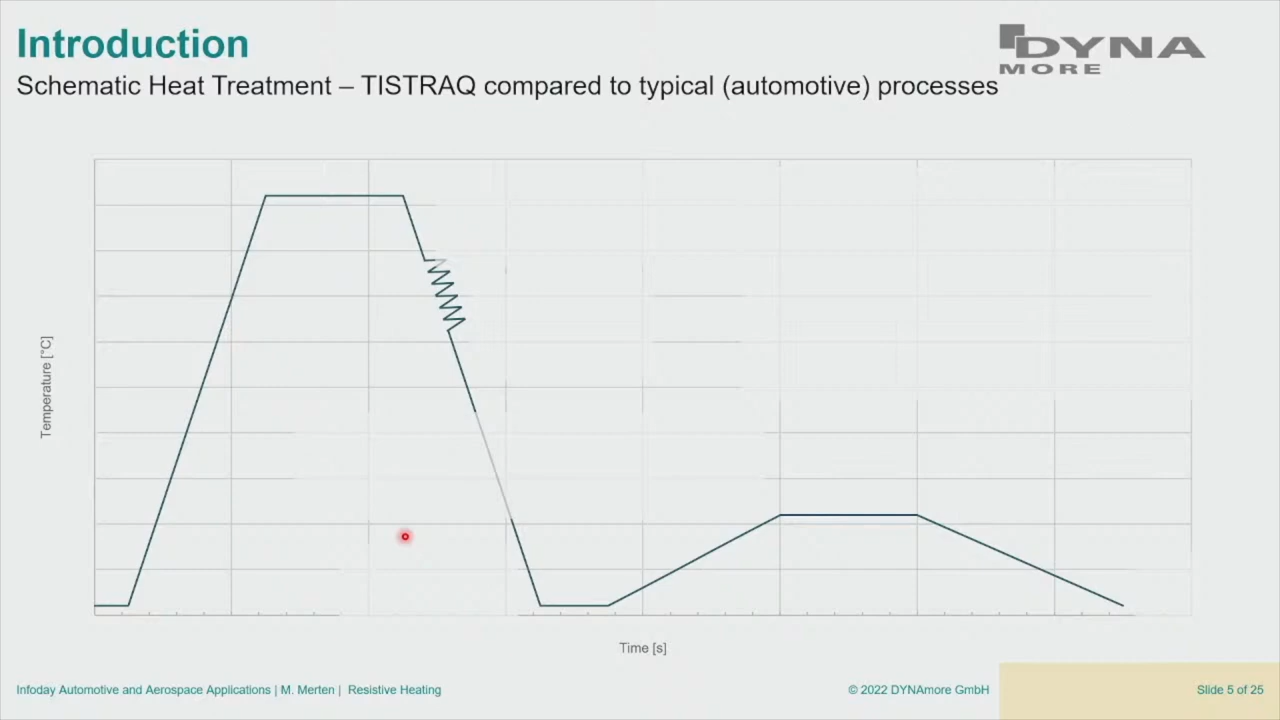 Introduction
DYNA
MORE
Schematic Heat Treatment – TISTRAQ compared to typical (automotive) processes
Temperature [°C]
Time [s]
Infoday Automotive and Aerospace Applications | M. Merten | Resistive Heating
© 2022 DYNAmore GmbH
Slide 5 of 25